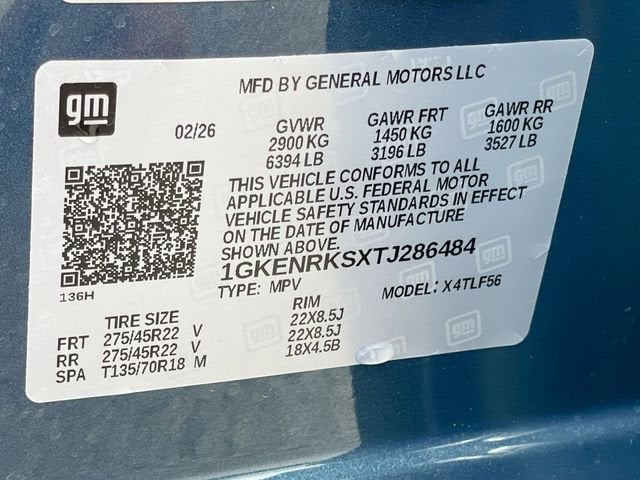 MFD BY GENERAL MOTORS LLC
gm
02/26 GVWR GAWR FRT GAWR RR
2900 KG 1450 KG 1600 KG
6394 LB 3196 LB 3527 LB
THIS VEHICLE CONFORMS TO ALL
APPLICABLE U.S. FEDERAL MOTOR
VEHICLE SAFETY STANDARDS IN EFFECT
ON THE DATE OF MANUFACTURE
SHOWN ABOVE.
1GKENRKSXTJ286484
136H
TYPE: MPV MODEL: X4TLF56
TIRE SIZE RIM
FRT 275/45R22 V 22X8.5J
RR 275/45R22 V 22X8.5J
SPA T135/70R18 M 18X4.5B